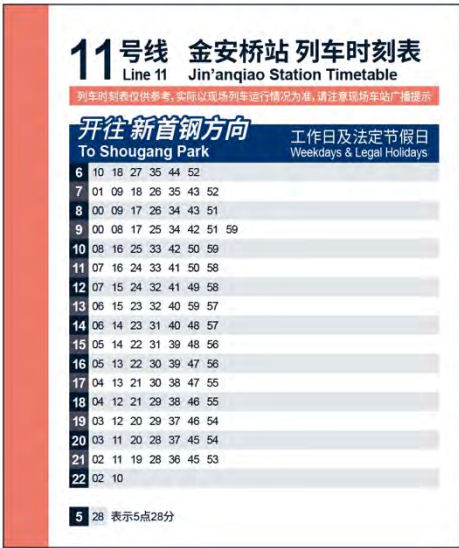 11号线 金安桥站 列车时刻表
Line 11 Jin'anqiao Station Timetable
列车时刻表仅供参考,实际以现场列车运行情况为准,请注意现场车站广播提示
开往 新首钢方向 工作日及法定节假日
To Shougang Park Weekdays & Legal Holidays
6 10 18 27 35 44 52
7 01 09 18 26 35 43 52
8 00 09 17 26 34 43 51
9 00 08 17 25 34 42 51 59
10 08 16 25 33 42 50 59
11 07 16 24 33 41 50 58
12 07 15 24 32 41 49 58
13 06 15 23 32 40 59 57
14 06 14 23 31 40 48 57
15 05 14 22 31 39 48 56
16 05 13 22 30 39 47 56
17 04 13 21 30 38 47 55
18 04 12 21 29 38 46 55
19 03 12 20 29 37 46 54
20 03 11 20 28 37 45 54
21 02 11 19 28 36 45 53
22 02 10
5 28 表示5点28分